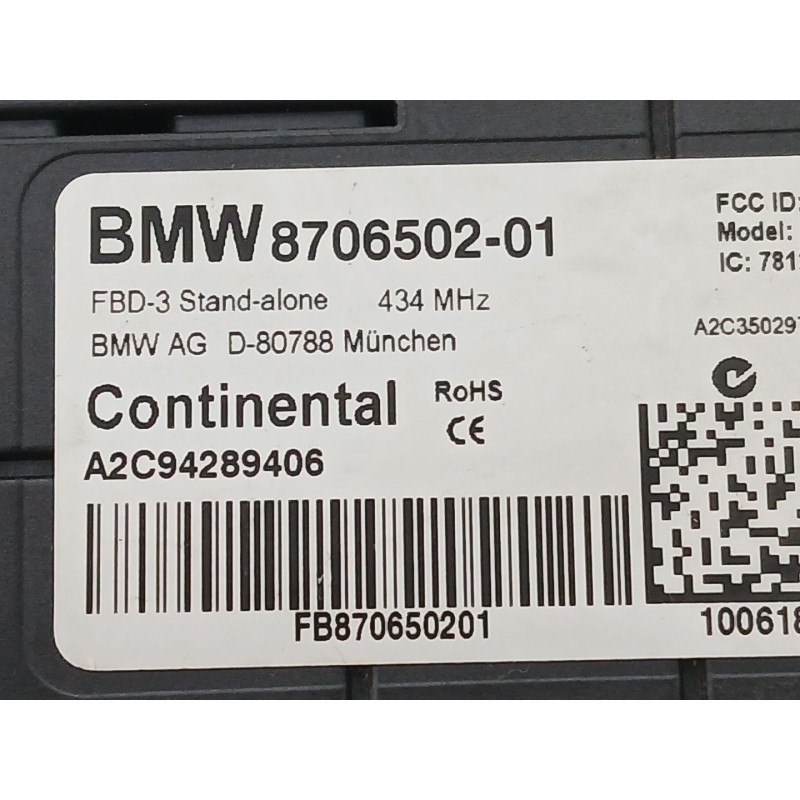 BMW 8706502-01
FBD-3 Stand-alone 434 MHz
BMW AG D-80788 München
Continental RoHS
CE
A2C94289406
FB870650201
FCC ID:
Model:
IC: 781
A2C35029
100618